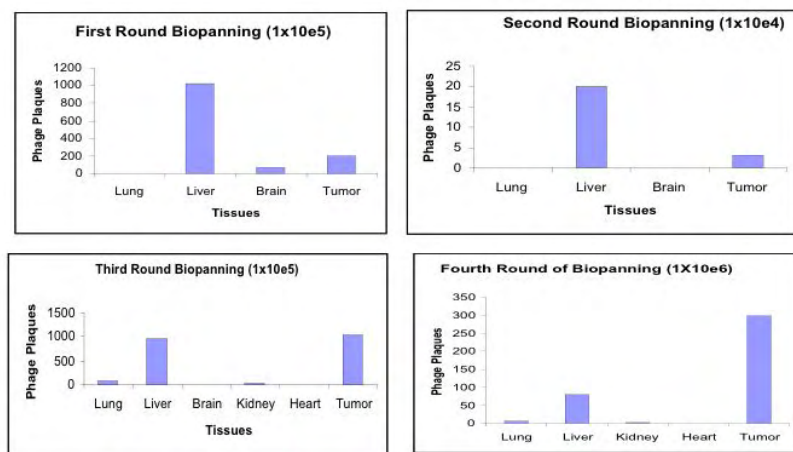 First Round Biopanning (1x10e5)
Phage Plaques
1200
1000
800
600
400
200
0
Lung Liver Brain Tumor
Tissues
Second Round Biopanning (1x10e4)
Phage Plaques
25
20
15
10
5
0
Lung Liver Brain Tumor
Tissues
Third Round Biopanning (1x10e5)
Phage Plaques
1500
1000
500
0
Lung Liver Brain Kidney Heart Tumor
Tissues
Fourth Round of Biopanning (1X10e6)
Phage Plaques
350
300
250
200
150
100
50
0
Lung Liver Kidney Heart Tumor